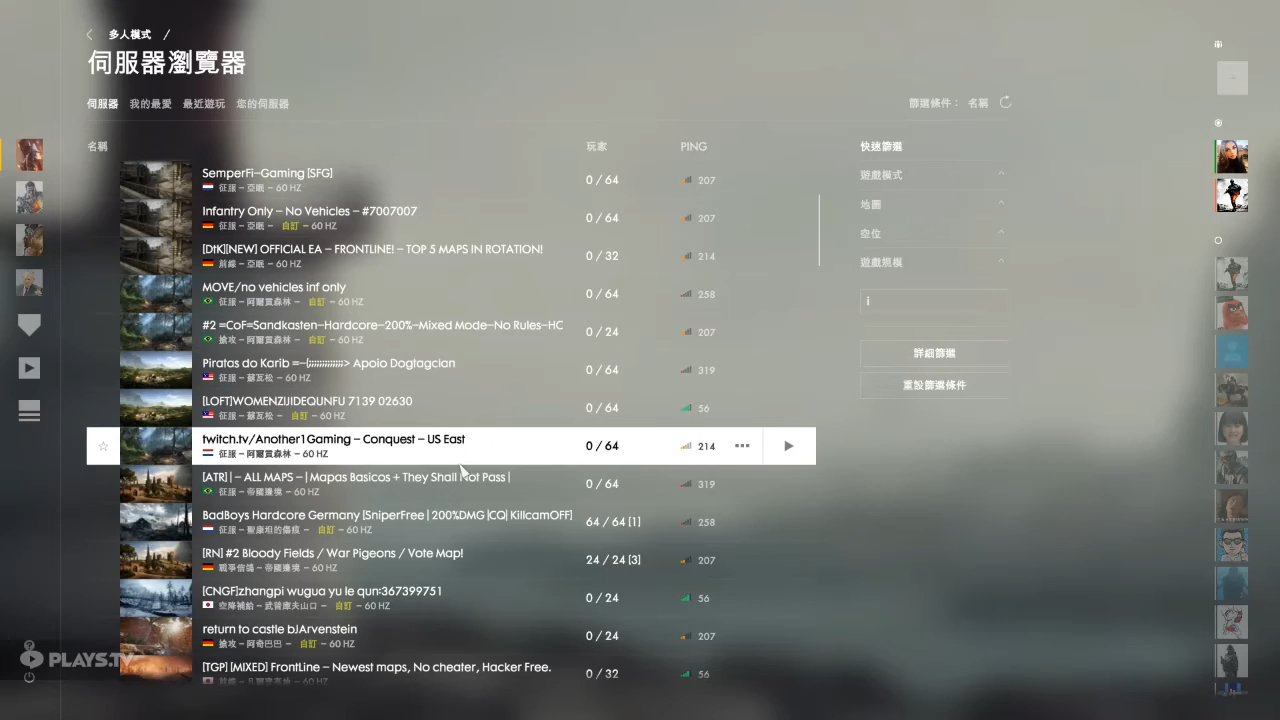 多人模式 /
伺服器瀏覽器
伺服器 我的最愛 最近遊玩 您的伺服器
篩選條件： 名稱
名稱 玩家 PING
SemperFi-Gaming [SFG] 0 / 64 207
征服 - 亞眠 - 60 HZ
Infantry Only - No Vehicles - #7007007 0 / 64 207
征服 - 亞眠 - 自訂 - 60 HZ
[DtK][NEW] OFFICIAL EA - FRONTLINE! - TOP 5 MAPS IN ROTATION! 0 / 32 214
前線 - 亞眠 - 60 HZ
MOVE/no vehicles inf only 0 / 64 258
征服 - 阿爾貢森林 - 自訂 - 60 HZ
#2 =CoF=Sandkasten-Hardcore-200%-Mixed Mode-No Rules-HC 0 / 24 207
搶攻 - 阿爾貢森林 - 自訂 - 60 HZ
Piratas do Karib =-(;;;;;;;;;;;;;> Apoio Dogtagclan 0 / 64 319
征服 - 蘇瓦松 - 60 HZ
[LOFT]WOMENZIJIDEQUNFU 7139 02630 0 / 64 56
征服 - 蘇瓦松 - 自訂 - 60 HZ
twitch.tv/Another1Gaming - Conquest - US East 0 / 64 214
征服 - 阿爾貢森林 - 60 HZ
[ATR] | - ALL MAPS - | Mapas Basicos + They Shall Not Pass | 0 / 64 319
征服 - 帝國邊境 - 60 HZ
BadBoys Hardcore Germany [SniperFree | 200%DMG |CQ| KillcamOFF] 64 / 64 [1] 258
征服 - 聖康坦的傷痕 - 自訂 - 60 HZ
[RN] #2 Bloody Fields / War Pigeons / Vote Map! 24 / 24 [3] 207
戰爭信鴿 - 帝國邊境 - 60 HZ
[CNGF]zhangpi wugua yu le qun:367399751 0 / 24 56
空降補給 - 武普庫夫山口 - 自訂 - 60 HZ
return to castle bJArvenstein 0 / 24 207
搶攻 - 阿奇巴巴 - 自訂 - 60 HZ
[TGP] [MIXED] FrontLine - Newest maps, No cheater, Hacker Free. 0 / 32 56
快速篩選
遊戲模式
地圖
空位
遊戲規模
i
詳細篩選
重設篩選條件
PLAYS.TV